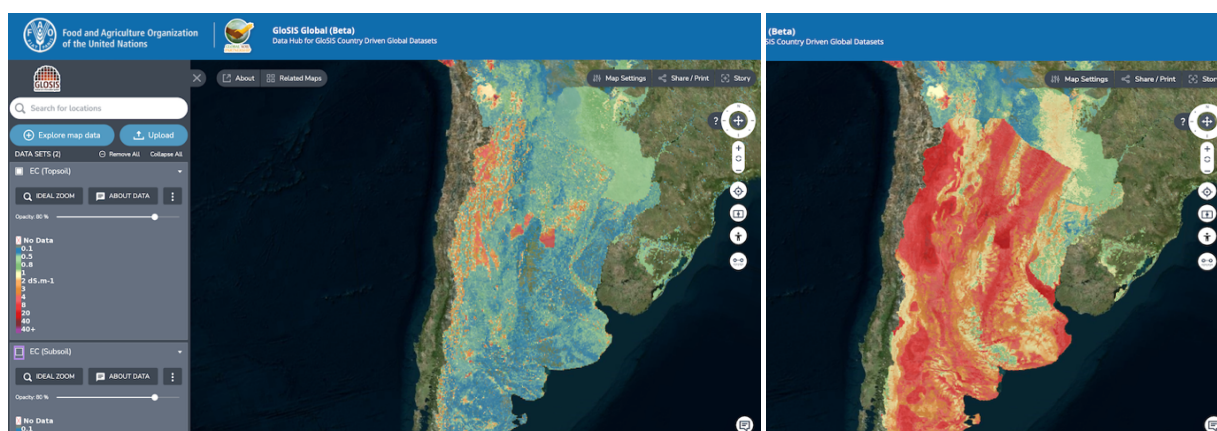 Food and Agriculture Organization
of the United Nations
GloSIS Global (Beta)
Data Hub for GloSIS Country Driven Global Datasets
GLOSIS
About
Related Maps
Map Settings
Share / Print
Story
Search for locations
Explore map data
Upload
DATA SETS (2)
Remove All
Collapse All
EC (Topsoil)
IDEAL ZOOM
ABOUT DATA
Opacity: 80 %
No Data
0.1
0.5
0.8
1
2 dS.m-1
3
4
8
20
40
40+
EC (Subsoil)
IDEAL ZOOM
ABOUT DATA
Opacity: 80 %
No Data
0.1
?
(Beta)
SIS Country Driven Global Datasets
Map Settings
Share / Print
Stor
?